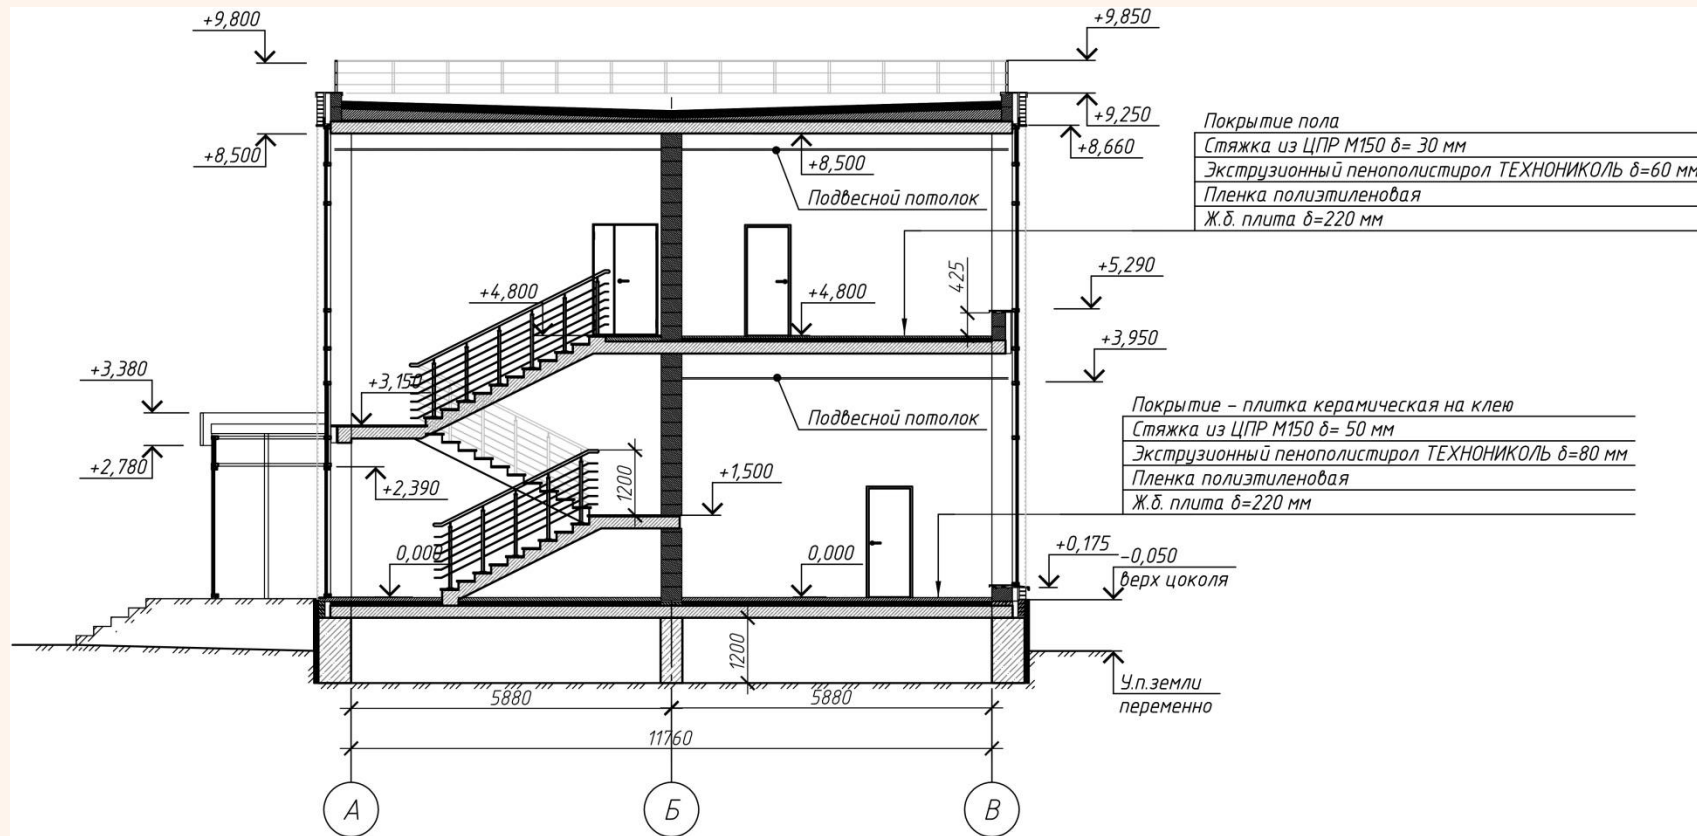 +9,800
+9,850
+9,250
+8,500
+8,500
+8,660
Подвесной потолок
Покрытие пола
Стяжка из ЦПР М150 δ= 30 мм
Экструзионный пенополистирол ТЕХНОНИКОЛЬ δ=60 мм
Пленка полиэтиленовая
Ж.б. плита δ=220 мм
+4,800
+4,800
425
+5,290
+3,950
+3,380
+3,150
Подвесной потолок
Покрытие – плитка керамическая на клею
Стяжка из ЦПР М150 δ= 50 мм
Экструзионный пенополистирол ТЕХНОНИКОЛЬ δ=80 мм
Пленка полиэтиленовая
Ж.б. плита δ=220 мм
+2,780
+2,390
1200
+1,500
0,000
0,000
+0,175
-0,050
верх цоколя
1200
У.п.земли
переменно
5880
5880
11760
А
Б
В